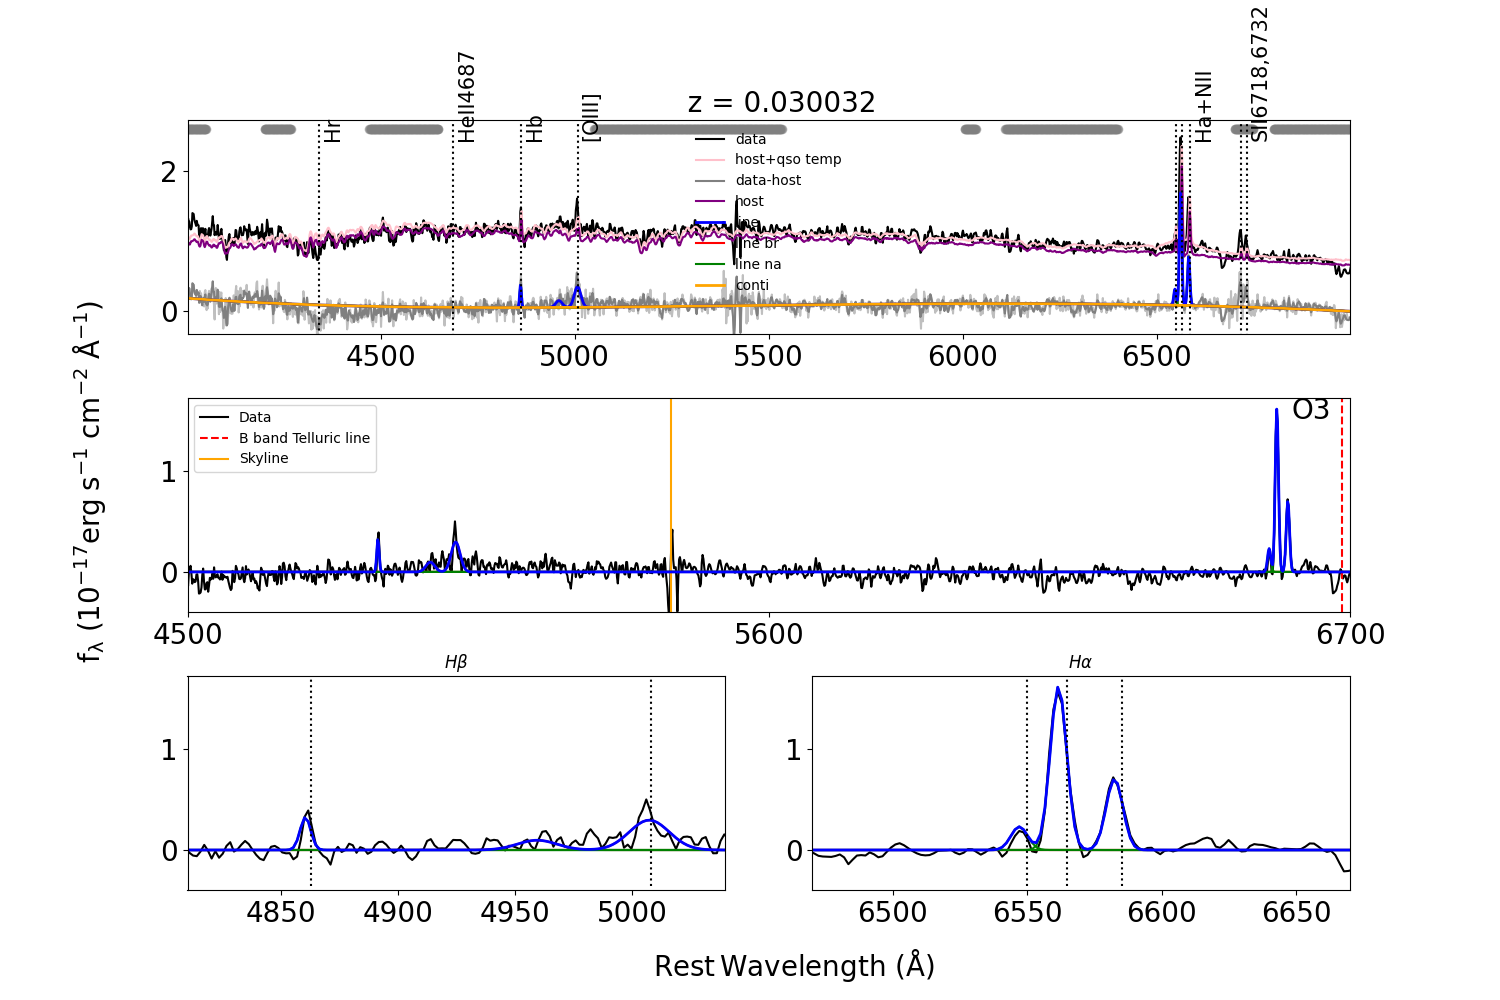 z = 0.030032
Hr
HeII4687
Hb
[OIII]
Ha+NII
SII6718,6732
data
host+qso temp
data-host
host
line
line br
line na
conti
2
0
4500
5000
5500
6000
6500
fλ (10⁻¹⁷erg s⁻¹ cm⁻² Å⁻¹)
Data
B band Telluric line
Skyline
O3
1
0
4500
5600
6700
Hβ
1
0
4850
4900
4950
5000
Hα
1
0
6500
6550
6600
6650
Rest Wavelength (Å)